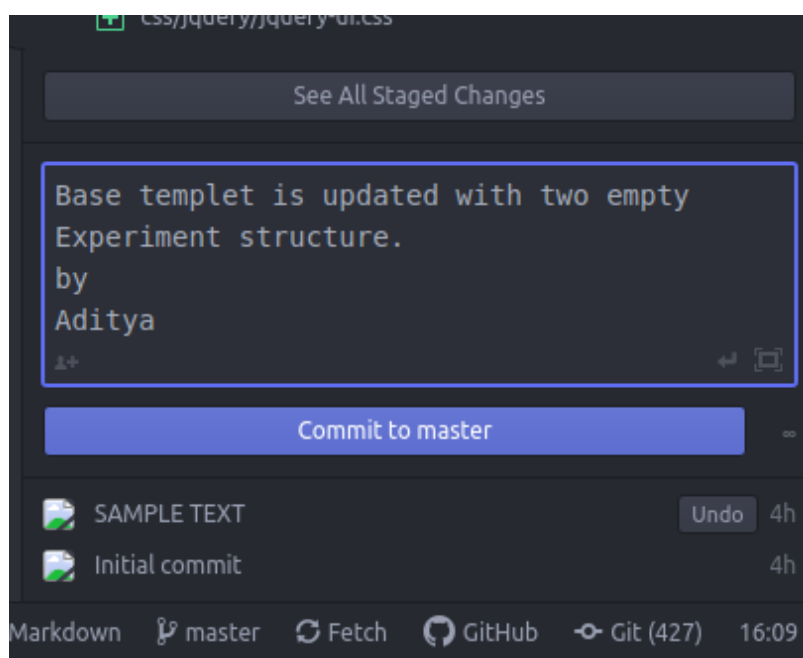 css/jquery/jquery-ui.css
See All Staged Changes
Base templet is updated with two empty
Experiment structure.
by
Aditya
Commit to master
SAMPLE TEXT Undo 4h
Initial commit 4h
Markdown master Fetch GitHub Git (427) 16:09